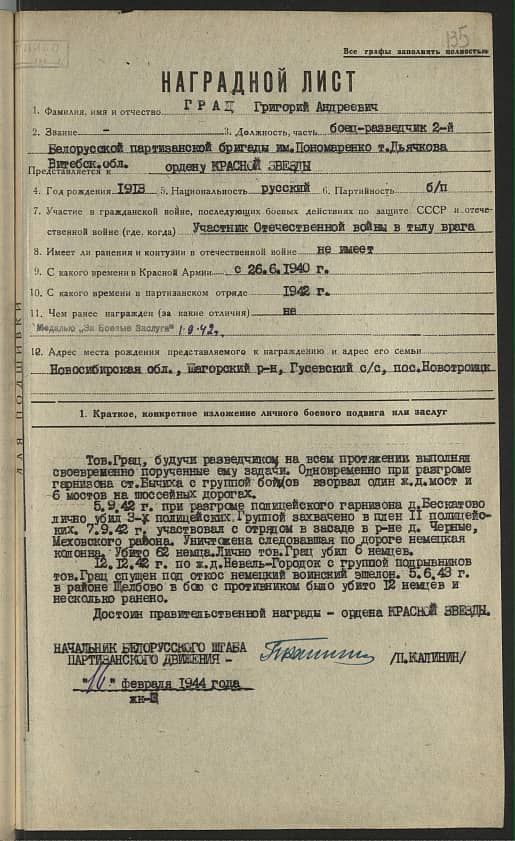 135
Все графы заполнять полностью
НАГРАДНОЙ ЛИСТ
1. Фамилия, имя и отчество ГРАЦ Григорий Андреевич
2. Звание - 3. Должность, часть боец-разведчик 2-й
Белорусской партизанской бригады им.Пономаренко т.Дьячкова
Витебск.обл.
Представляется к ордену КРАСНОЙ ЗВЕЗДЫ
4. Год рождения 1913 5. Национальность русский 6. Партийность б/п
7. Участие в гражданской войне, последующих боевых действиях по защите СССР и отече-
ственной войне (где, когда) Участник Отечественной войны в тылу врага
8. Имеет ли ранения и контузии в отечественной войне не имеет
9. С какого времени в Красной Армии с 26.6.1940 г.
10. С какого времени в партизанском отряде 1942 г.
11. Чем ранее награжден (за какие отличия) не
Медалью „За Боевые Заслуги" 1.9.42г.
12. Адрес места рождения представляемого к награждению и адрес его семьи
Новосибирская обл., Шагорский р-н, Гусевский с/с, пос.Новотроицк
ДЛЯ ПОДШИВКИ
1. Краткое, конкретное изложение личного боевого подвига или заслуг
Тов.Грац, будучи разведчиком на всем протяжении выполнял
своевременно порученные ему задачи. Одновременно при разгроме
гарнизона ст.Бычиха с группой бойцов взорвал один ж.д.мост и
6 мостов на шоссейных дорогах.
5.9.42 г. при разгроме полицейского гарнизона д.Бескатово
лично убил 3-х полицейских. Группой захвачено в плен 11 полицейс-
ких. 7.9.42 г. участвовал с отрядом в засаде в р-не д. Черные,
Меховского района. Уничтожена следовавшая по дороге немецкая
колонна. Убито 62 немца.Лично тов.Грац убил 6 немцев.
12.12.42 г. по ж.д.Невель-Городок с группой подрывников
тов.Грац спущен под откос немецкий воинский эшелон. 5.6.43 г.
в районе Щелбово в бою с противником было убито 12 немцев и
несколько ранено.
Достоин правительственной награды - ордена КРАСНОЙ ЗВЕЗДЫ.
НАЧАЛЬНИК БЕЛОРУССКОГО ШТАБА
ПАРТИЗАНСКОГО ДВИЖЕНИЯ - /П.КАЛИНИН/
"16" февраля 1944 года